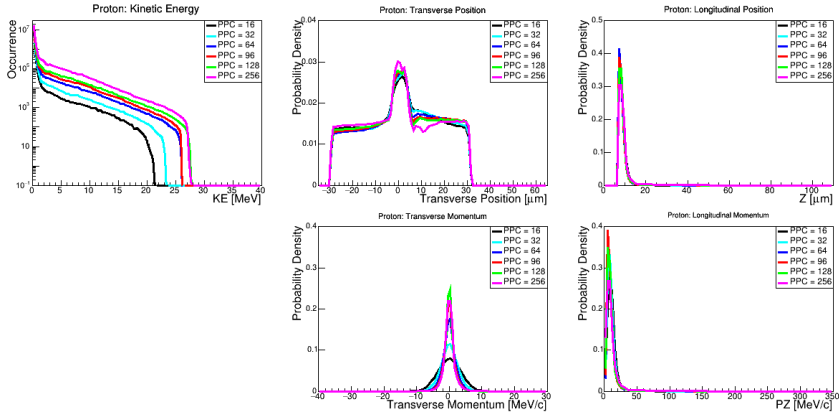 Proton: Kinetic Energy
Occurrence
10^7
10^5
10^3
10
10^-1
0 5 10 15 20 25 30 35 40
KE [MeV]
PPC = 16
PPC = 32
PPC = 64
PPC = 96
PPC = 128
PPC = 256
Proton: Transverse Position
Probability Density
0.04
0.03
0.01
0
−30 −20 −10 0 10 20 30 40 50 60
Transverse Position [μm]
PPC = 16
PPC = 32
PPC = 64
PPC = 96
PPC = 128
PPC = 256
Proton: Longitudinal Position
Probability Density
0.5
0.4
0.3
0.2
0.1
0
0 20 40 60 80 100
Z [μm]
PPC = 16
PPC = 32
PPC = 64
PPC = 96
PPC = 128
PPC = 256
Proton: Transverse Momentum
Probability Density
0.4
0.3
0.2
0.1
0
−40 −30 −20 −10 0 10 20 30
Transverse Momentum [MeV/c]
PPC = 16
PPC = 32
PPC = 64
PPC = 96
PPC = 128
PPC = 256
Proton: Longitudinal Momentum
Probability Density
0.4
0.3
0.2
0.1
0
0 50 100 150 200 250 300 350
PZ [MeV/c]
PPC = 16
PPC = 32
PPC = 64
PPC = 96
PPC = 128
PPC = 256